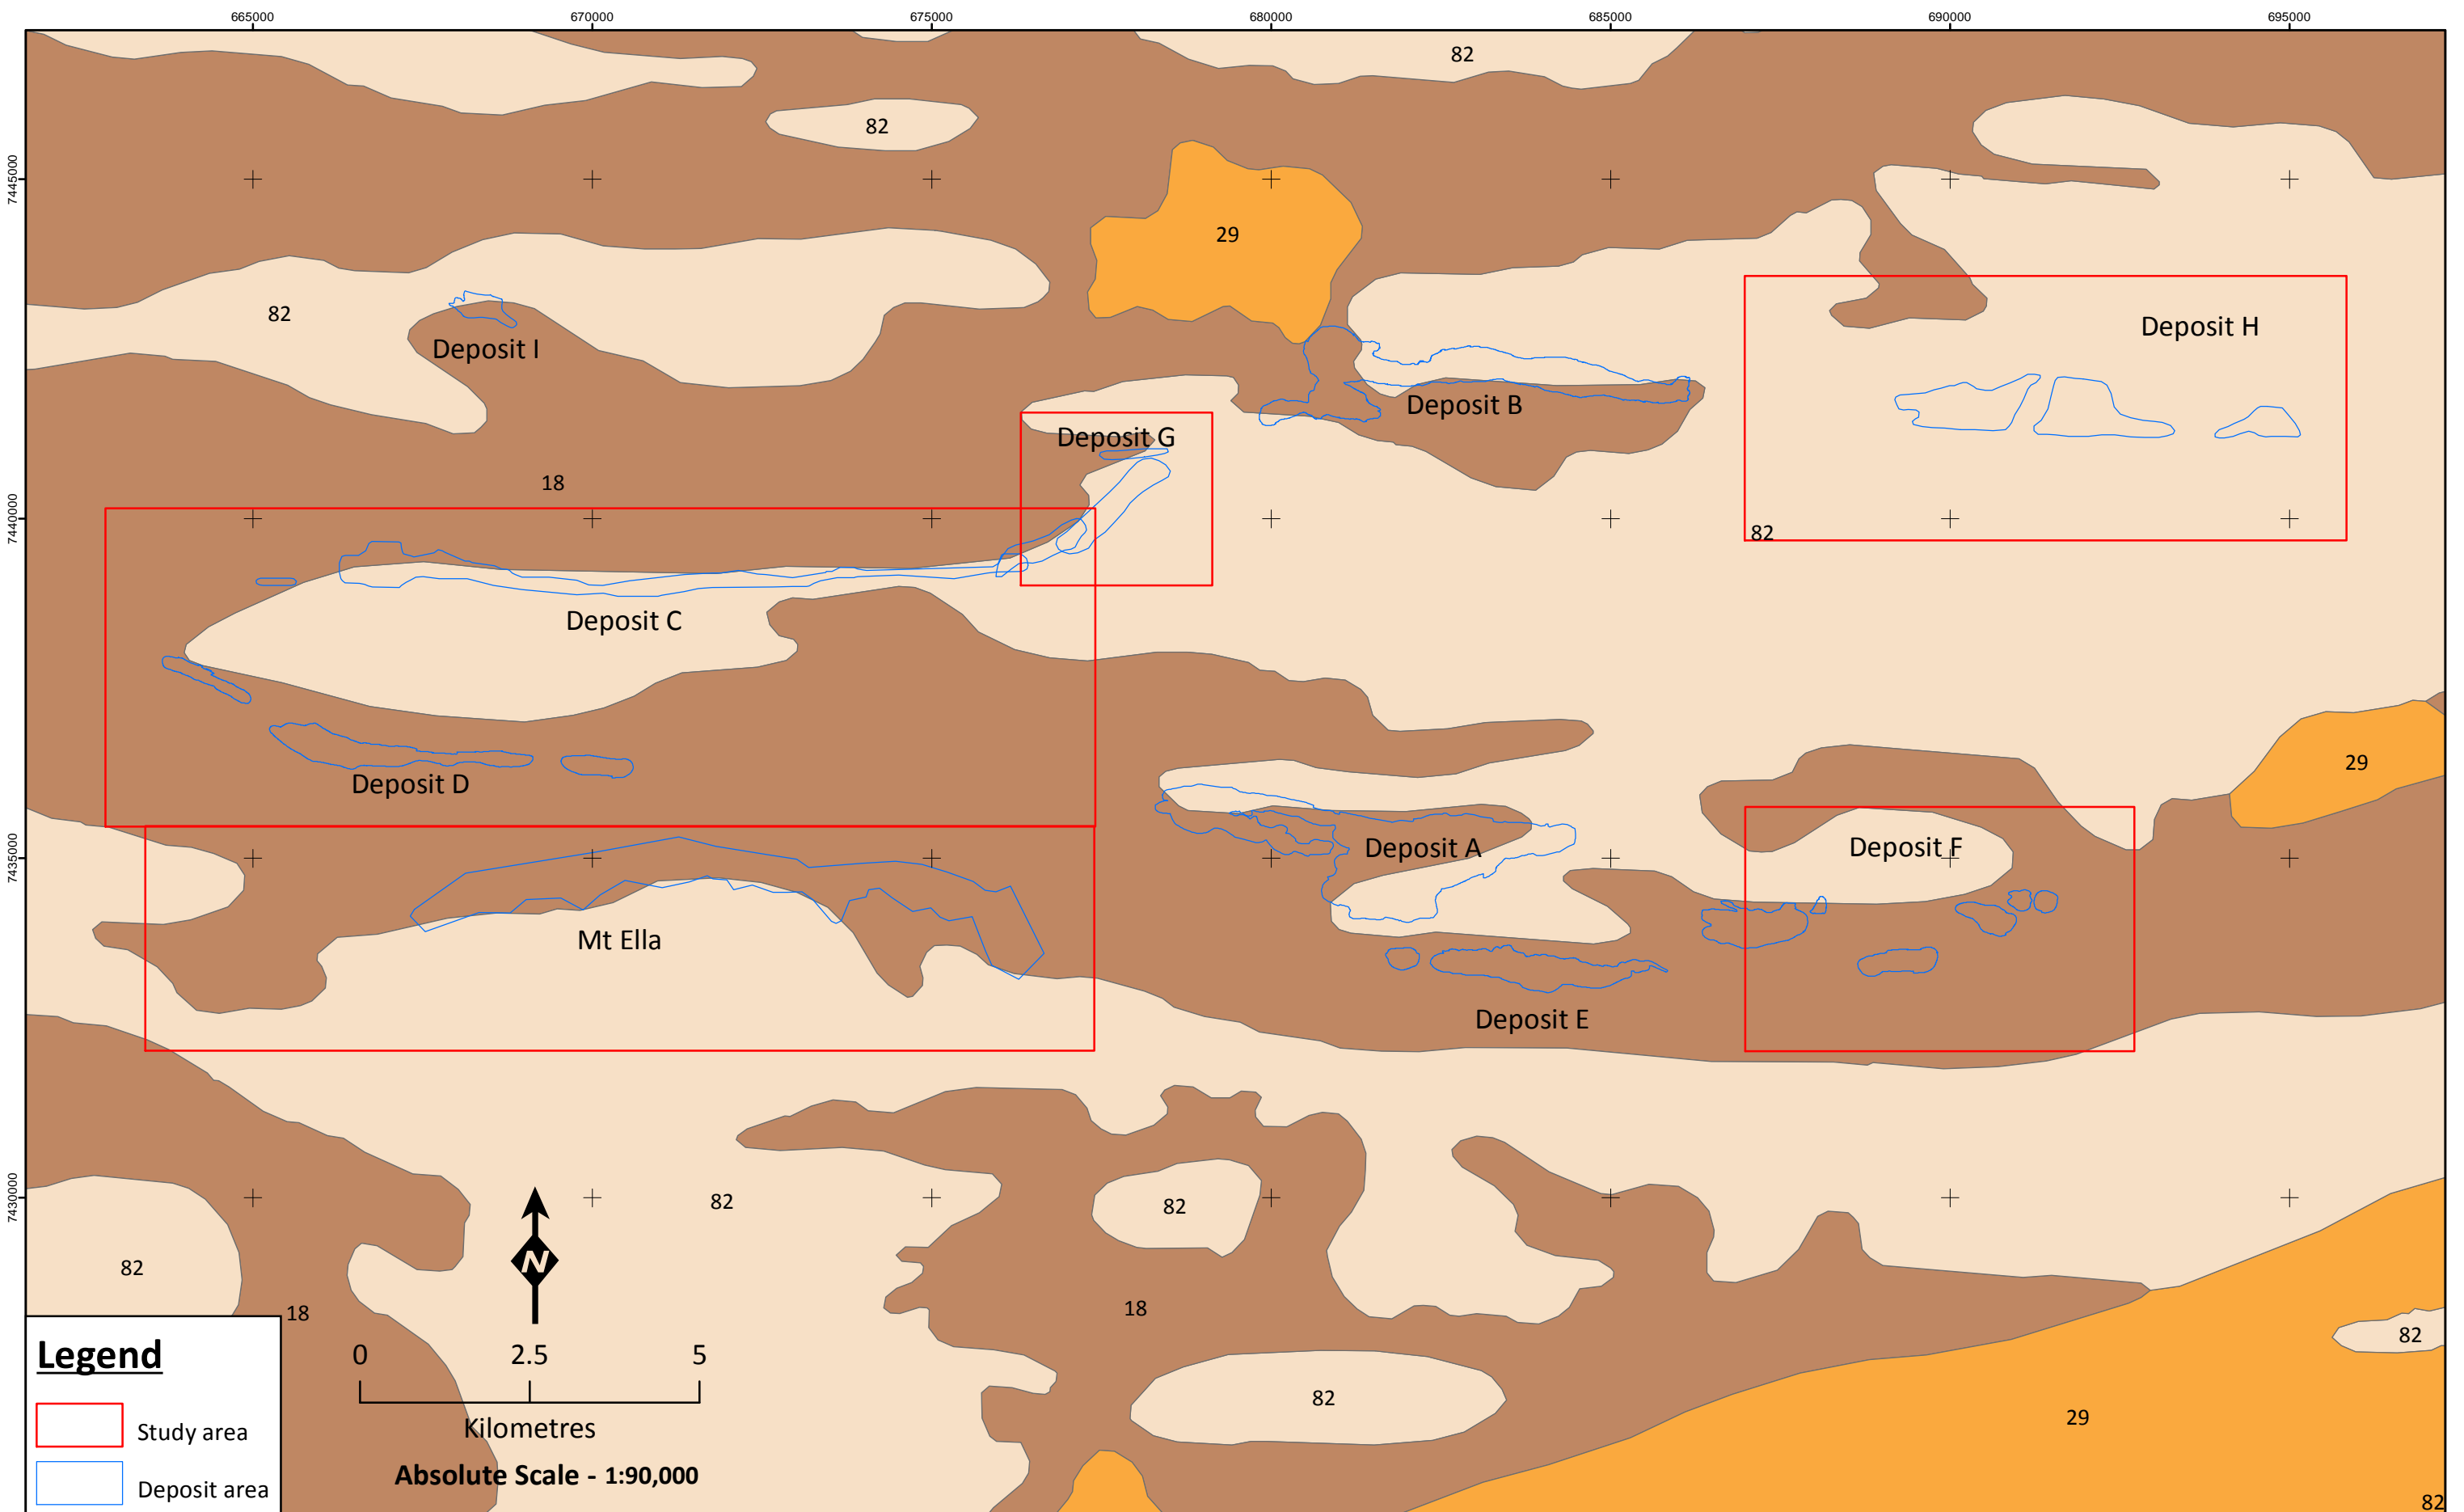 665000 670000 675000 680000 685000 690000 695000
82
82
7445000
29
82
Deposit H
Deposit I
Deposit B
Deposit G
18
7440000
82
Deposit C
29
Deposit D
Deposit A
Deposit F
7435000
Mt Ella
Deposit E
7430000
82
82
82
18
18
N
82
0 2.5 5
Kilometres
Absolute Scale - 1:90,000
82
29
82
Legend
Study area
Deposit area